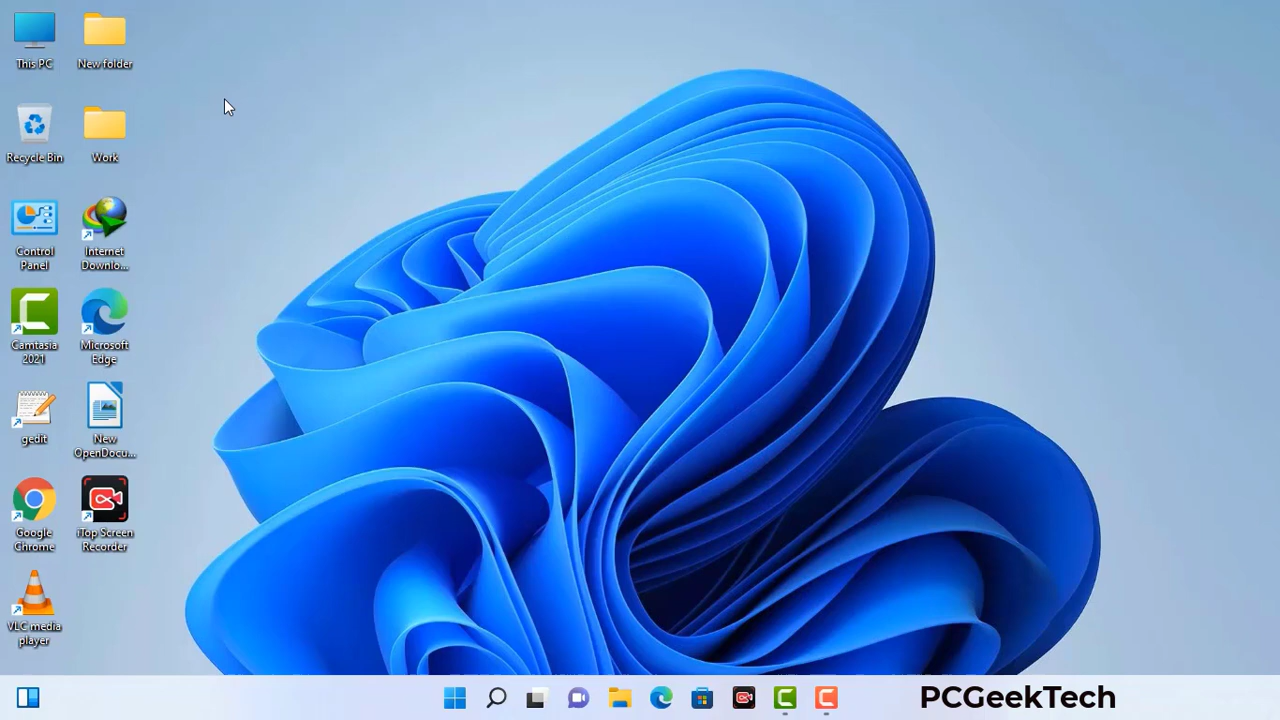 This PC
New folder
Recycle Bin
Work
Control
Panel
Internet
Downlo...
Camtasia
2021
Microsoft
Edge
gedit
New
OpenDocu...
Google
Chrome
iTop Screen
Recorder
VLC media
player
PCGeekTech